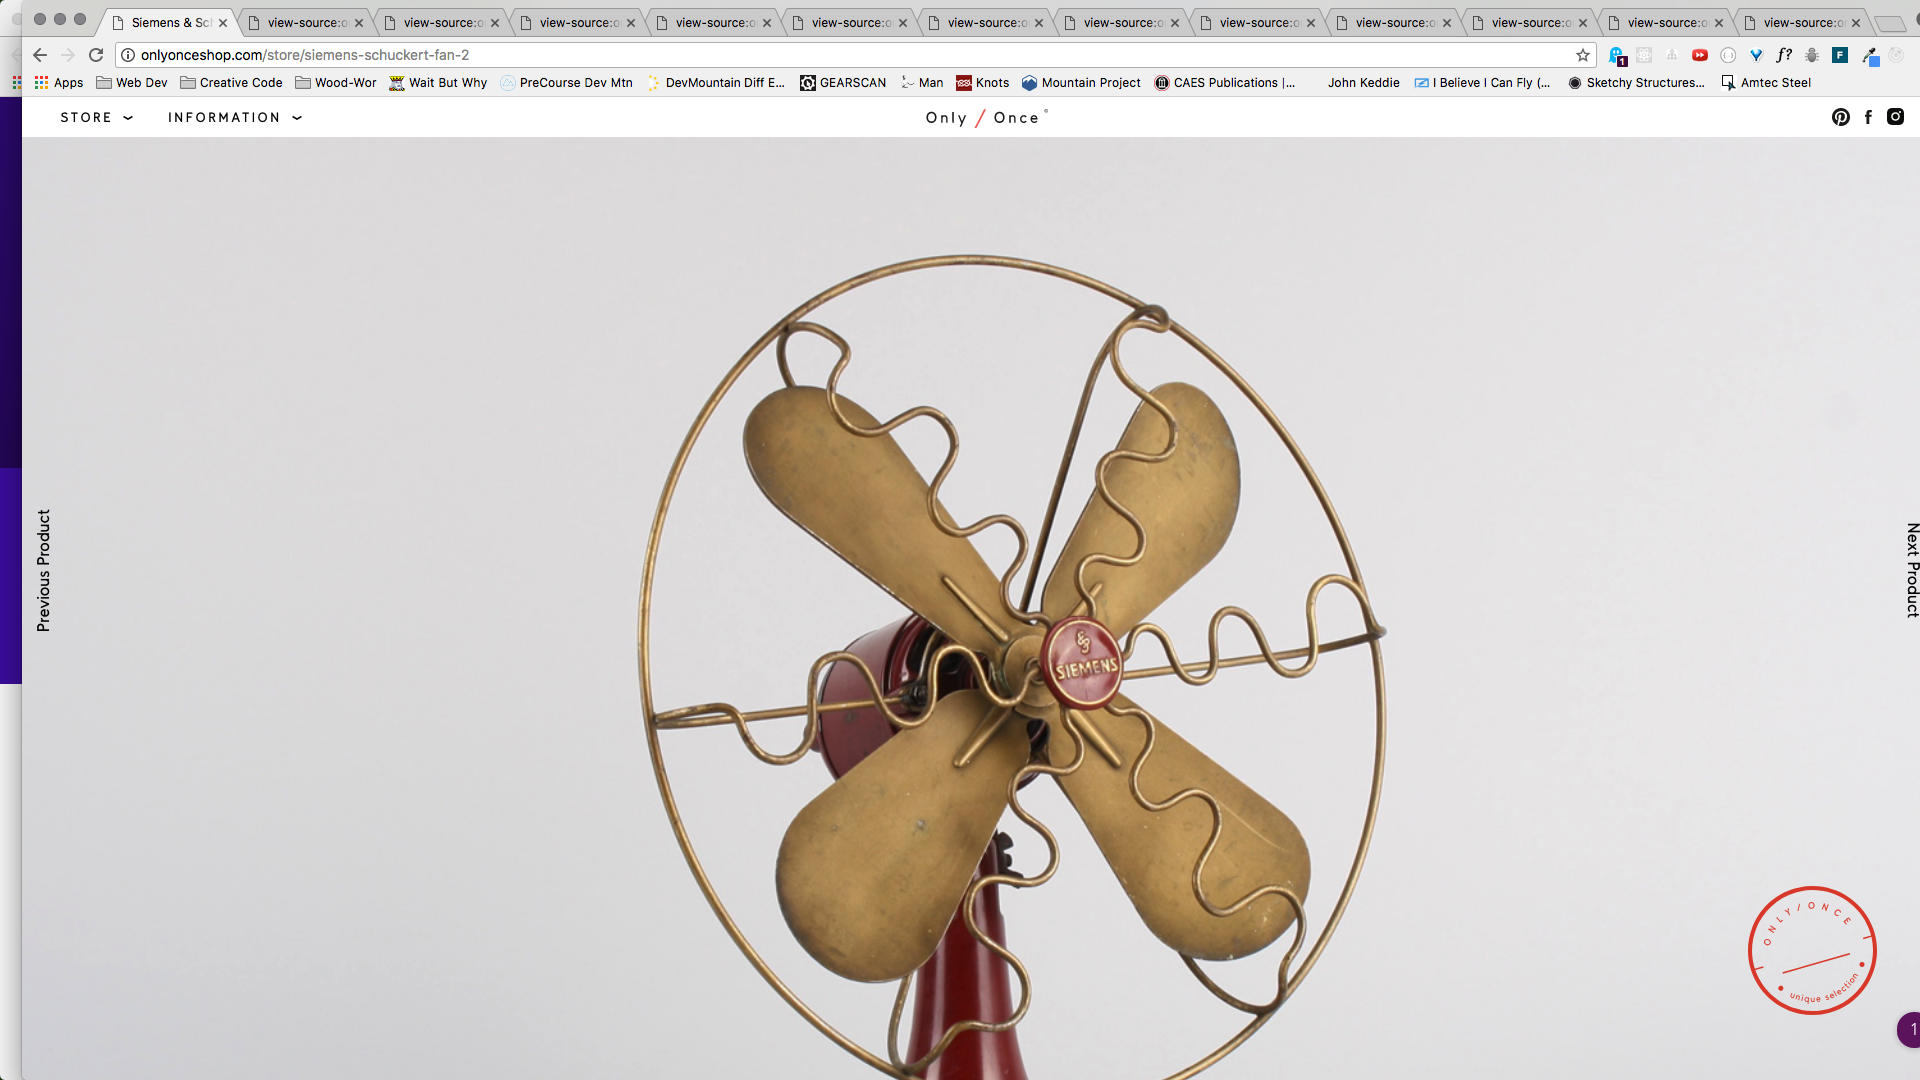 Siemens & Sc
view-source:o
view-source:o
view-source:o
view-source:o
view-source:o
view-source:o
view-source:o
view-source:o
view-source:o
view-source:o
view-source:o
view-source:o
onlyonceshop.com/store/siemens-schuckert-fan-2
1
f?
F
Apps
Web Dev
Creative Code
Wood-Wor
Wait But Why
PreCourse Dev Mtn
DevMountain Diff E...
GEARSCAN
Man
Knots
Mountain Project
CAES Publications |...
John Keddie
I Believe I Can Fly (...
Sketchy Structures...
Amtec Steel
STORE
INFORMATION
Only / Once
Previous Product
Next Product
SIEMENS
ONLY/ONCE
unique selection
1